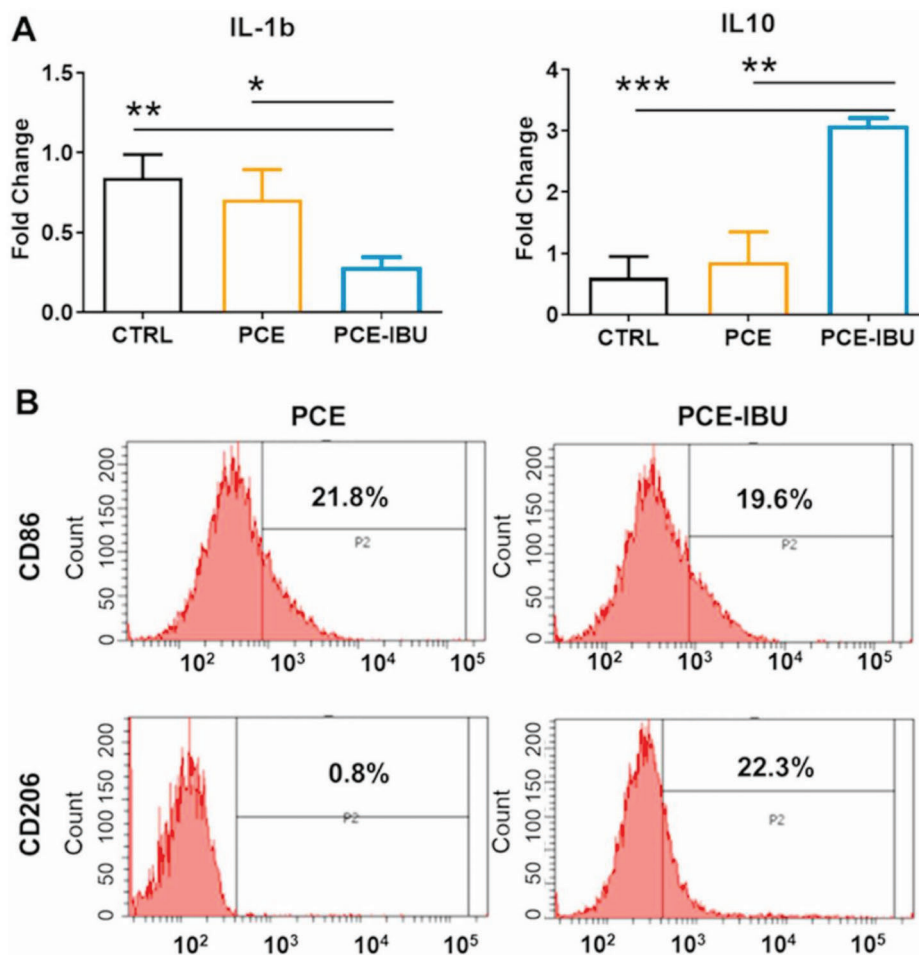 A
IL-1b
IL10
Fold Change
1.5
1.0
0.5
0.0
** *
CTRL PCE PCE-IBU
Fold Change
4
3
2
1
0
*** **
CTRL PCE PCE-IBU
B
PCE
PCE-IBU
CD86
Count
0 50 100 150 200
21.8%
P2
10² 10³ 10⁴ 10⁵
Count
0 50 100 150 200
19.6%
P2
10² 10³ 10⁴ 10⁵
CD206
Count
0 50 100 150 200
0.8%
P2
10² 10³ 10⁴ 10⁵
Count
0 50 100 150 200
22.3%
P2
10² 10³ 10⁴ 10⁵